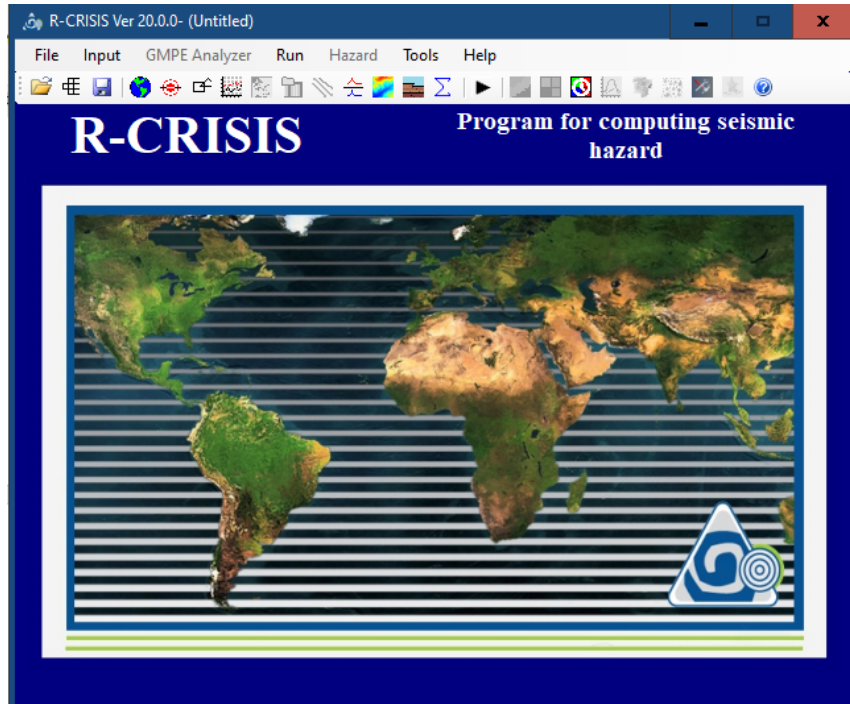 R-CRISIS Ver 20.0.0- (Untitled)
File Input GMPE Analyzer Run Hazard Tools Help
R-CRISIS
Program for computing seismic
hazard